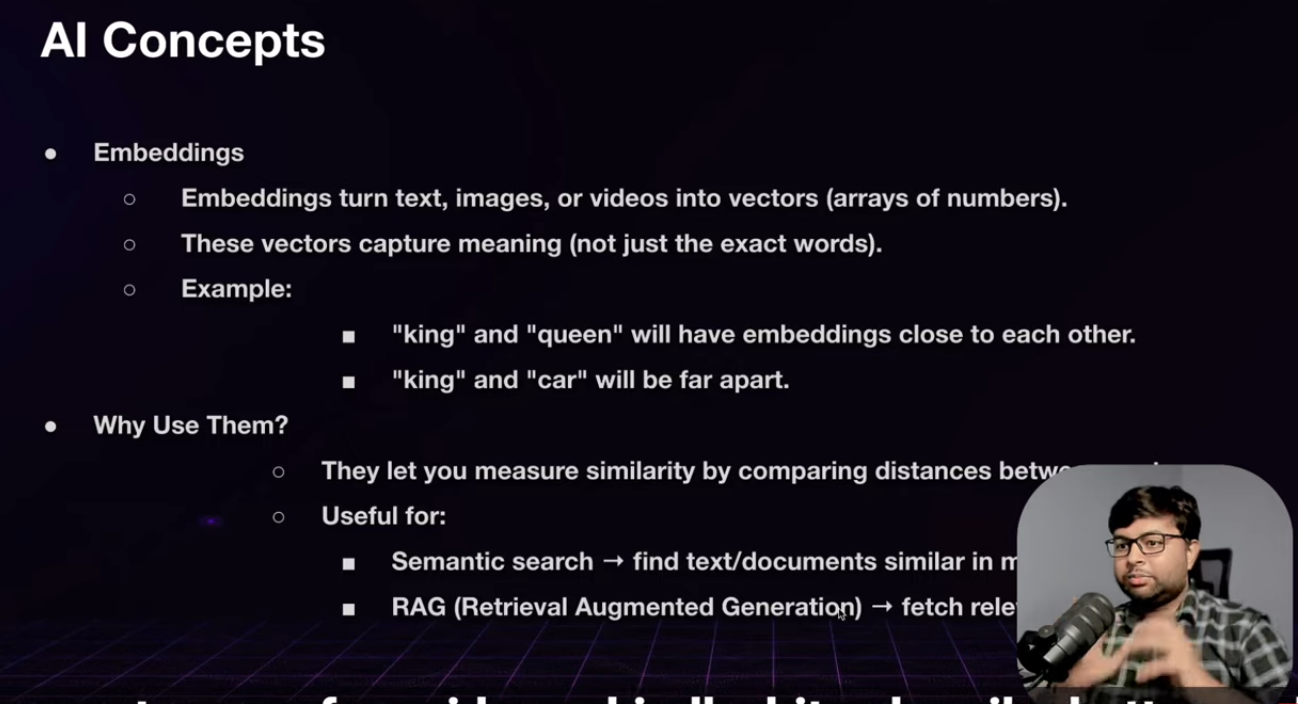 AI Concepts
● Embeddings
○ Embeddings turn text, images, or videos into vectors (arrays of numbers).
○ These vectors capture meaning (not just the exact words).
○ Example:
■ "king" and "queen" will have embeddings close to each other.
■ "king" and "car" will be far apart.
● Why Use Them?
○ They let you measure similarity by comparing distances
○ Useful for:
■ Semantic search → find text/documents similar in
■ RAG (Retrieval Augmented Generation) → fetch